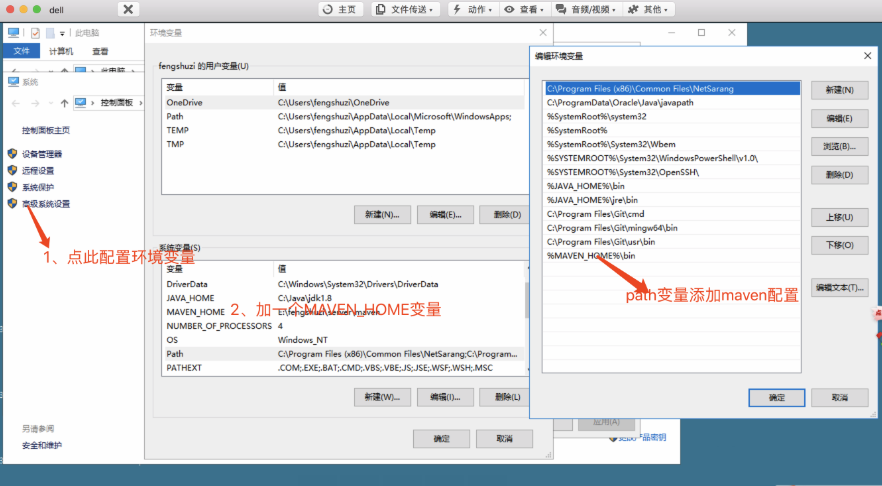 dell
主页
文件传送
动作
查看
音频/视频
其他
此电脑
文件
计算机
查看
系统
控制面板
控制面板主页
设备管理器
远程设置
系统保护
高级系统设置
另请参阅
安全和维护
环境变量
fengshuzi 的用户变量(U)
变量 值
OneDrive C:\Users\fengshuzi\OneDrive
Path C:\Users\fengshuzi\AppData\Local\Microsoft\WindowsApps;
TEMP C:\Users\fengshuzi\AppData\Local\Temp
TMP C:\Users\fengshuzi\AppData\Local\Temp
新建(N)... 编辑(E)... 删除(D)
1、点此配置环境变量
系统变量(S)
变量 值
DriverData C:\Windows\System32\Drivers\DriverData
JAVA_HOME C:\Java\jdk1.8
2、加一个MAVEN_HOME变量
MAVEN_HOME E:\fengshuzi\server\maven
NUMBER_OF_PROCESSORS 4
OS Windows_NT
Path C:\Program Files (x86)\Common Files\NetSarang;C:\Program...
PATHEXT .COM;.EXE;.BAT;.CMD;.VBS;.VBE;.JS;.JSE;.WSF;.WSH;.MSC
新建(W)... 编辑(I)... 删除(L)
确定 取消
编辑环境变量
C:\Program Files (x86)\Common Files\NetSarang
C:\ProgramData\Oracle\Java\javapath
%SystemRoot%\system32
%SystemRoot%
%SystemRoot%\System32\Wbem
%SYSTEMROOT%\System32\WindowsPowerShell\v1.0\
%SYSTEMROOT%\System32\OpenSSH\
%JAVA_HOME%\bin
%JAVA_HOME%\jre\bin
C:\Program Files\Git\cmd
C:\Program Files\Git\mingw64\bin
C:\Program Files\Git\usr\bin
%MAVEN_HOME%\bin
path变量添加maven配置
新建(N)
编辑(E)
浏览(B)...
删除(D)
上移(U)
下移(O)
编辑文本(T)...
确定 取消
应用(A)
更改产品密钥